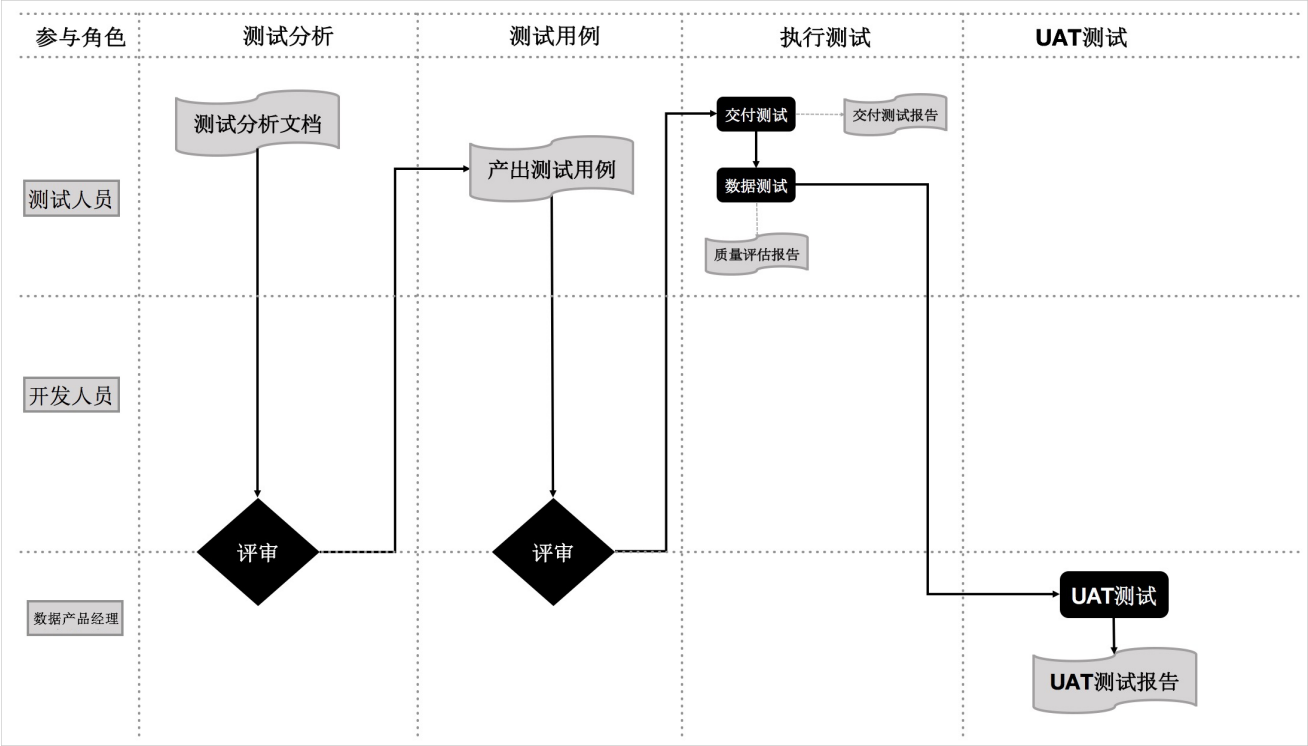 参与角色
测试分析
测试用例
执行测试
UAT测试
测试分析文档
产出测试用例
交付测试
交付测试报告
数据测试
测试人员
质量评估报告
开发人员
评审
评审
数据产品经理
UAT测试
UAT测试报告